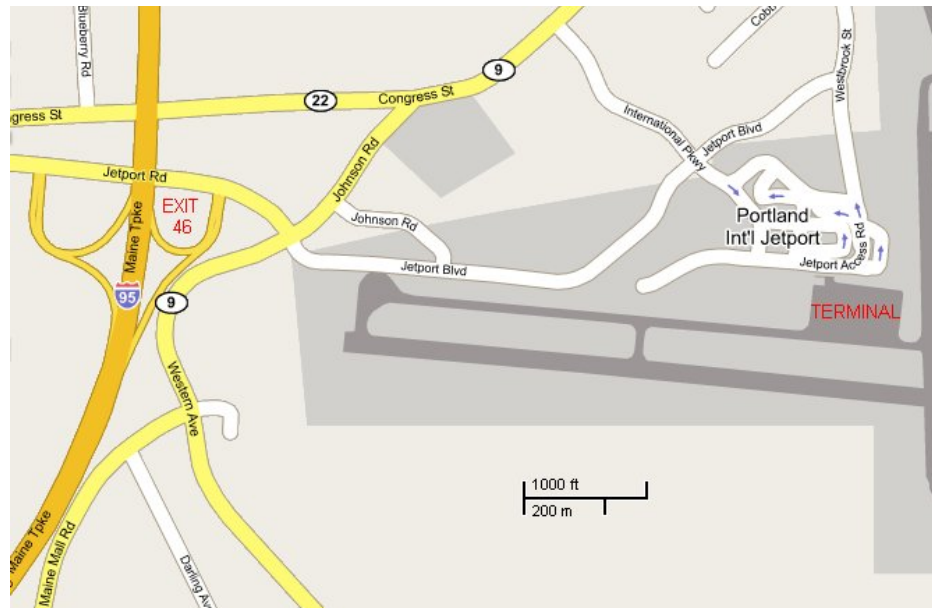 Blueberry Rd
9
22
Congress St
gress St
International Pkwy
Cobb
Westbrook St
Jetport Blvd
Jetport Rd
Johnson Rd
EXIT
46
Maine Tpke
Johnson Rd
Portland
Int'l Jetport
Jetport Blvd
Jetport Access Rd
95
9
TERMINAL
Western Ave
1000 ft
200 m
Maine Tpke
Maine Mall Rd
Darling Av